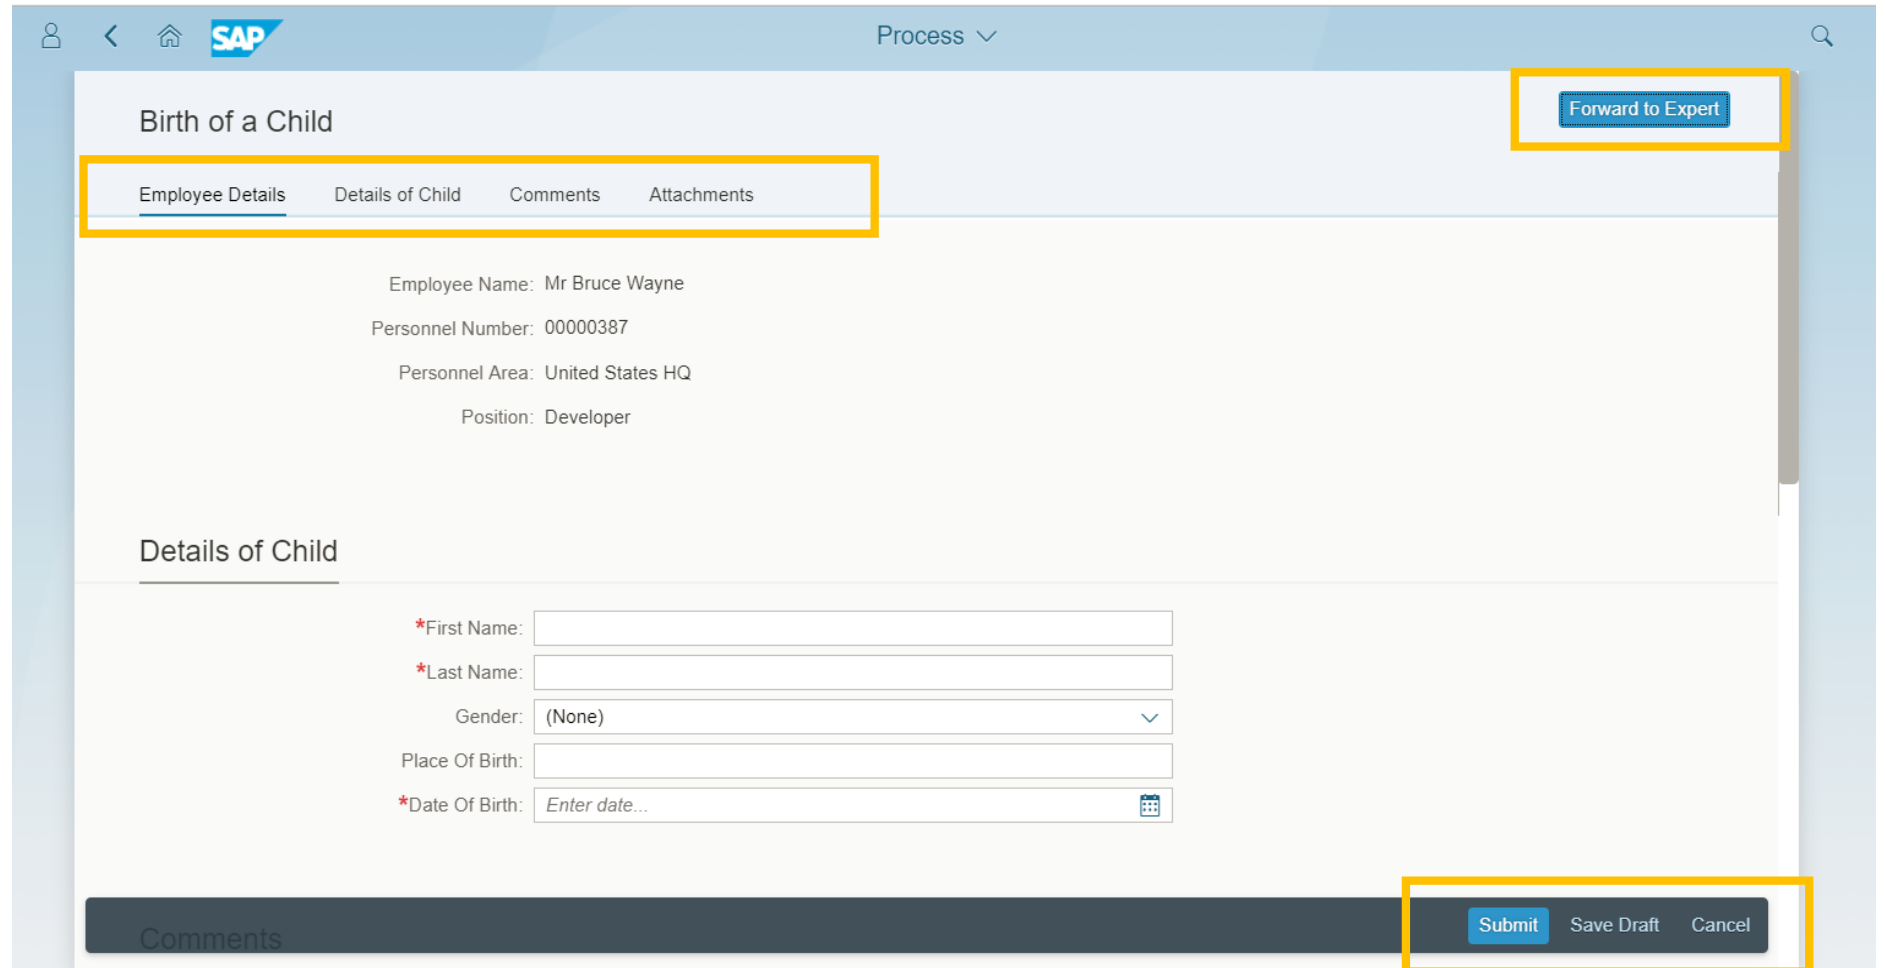 SAP
Process
Birth of a Child
Forward to Expert
Employee Details Details of Child Comments Attachments
Employee Name: Mr Bruce Wayne
Personnel Number: 00000387
Personnel Area: United States HQ
Position: Developer
Details of Child
*First Name:
*Last Name:
Gender: (None)
Place Of Birth:
*Date Of Birth: Enter date...
Comments
Submit Save Draft Cancel